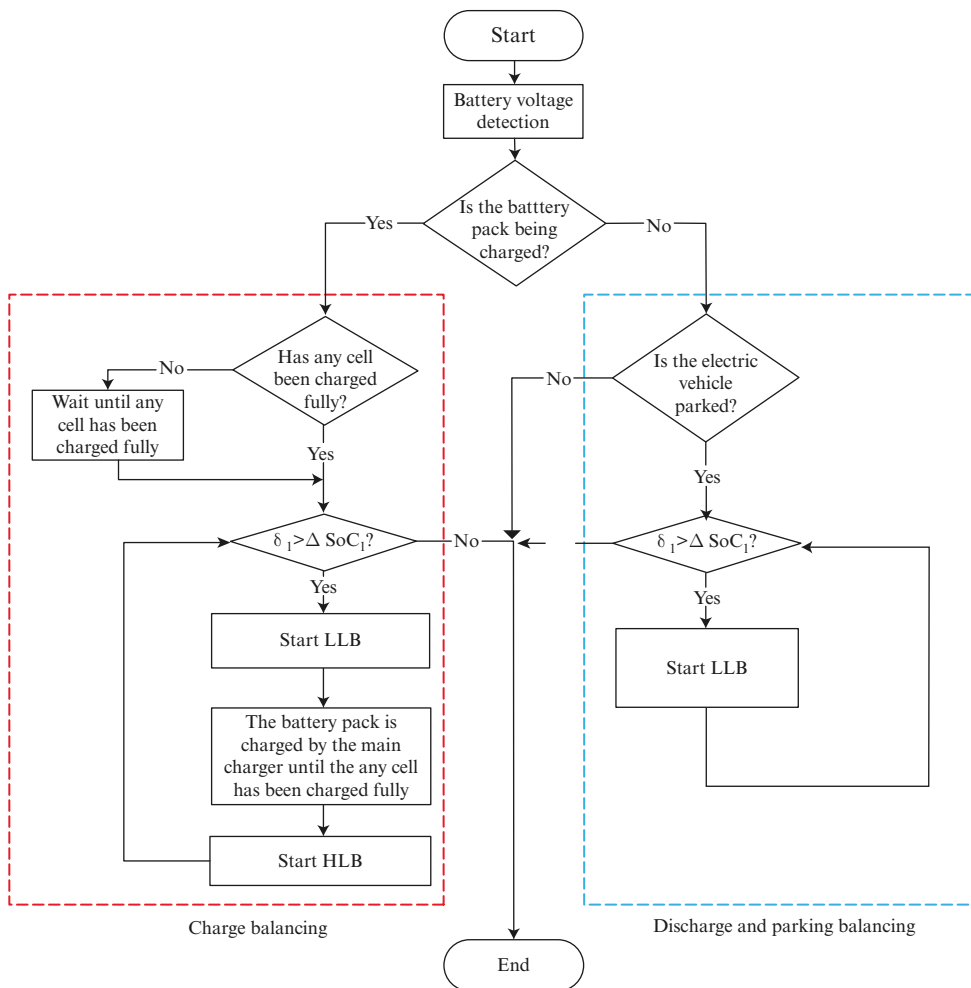 Start
Battery voltage
detection
Is the batttery
pack being
charged?
Yes
No
Has any cell
been charged
fully?
No
Wait until any
cell has been
charged fully
Yes
δ 1>Δ SoC1?
No
Yes
Start LLB
The battery pack is
charged by the main
charger until the any cell
has been charged fully
Start HLB
Charge balancing
Is the electric
vehicle
parked?
No
Yes
δ 1>Δ SoC1?
Yes
Start LLB
Discharge and parking balancing
End